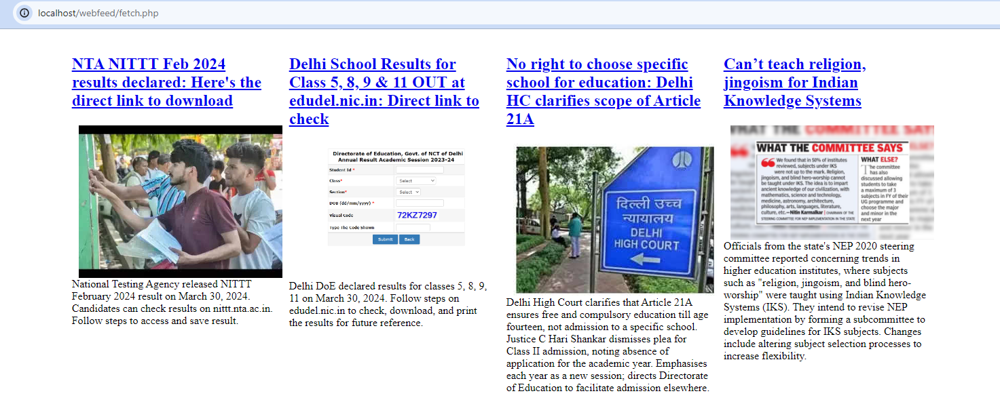 localhost/webfeed/fetch.php
NTA NITTT Feb 2024
results declared: Here's the
direct link to download
National Testing Agency released NITTT
February 2024 result on March 30, 2024.
Candidates can check results on nittt.nta.ac.in.
Follow steps to access and save result.
Delhi School Results for
Class 5, 8, 9 & 11 OUT at
edudel.nic.in: Direct link to
check
Directorate of Education, Govt. of NCT of Delhi
Annual Result Academic Session 2023-24
Student Id *
Class* Select
Section* Select
DOB (dd/mm/yyyy) *
Visual Code 72KZ7297
Type The Code Shown
Submit Back
Delhi DoE declared results for classes 5, 8, 9,
11 on March 30, 2024. Follow steps on
edudel.nic.in to check, download, and print
the results for future reference.
No right to choose specific
school for education: Delhi
HC clarifies scope of Article
21A
दिल्ली उच्च
न्यायालय
DELHI
HIGH COURT
Delhi High Court clarifies that Article 21A
ensures free and compulsory education till age
fourteen, not admission to a specific school.
Justice C Hari Shankar dismisses plea for
Class II admission, noting absence of
application for the academic year. Emphasises
each year as a new session; directs Directorate
of Education to facilitate admission elsewhere.
Can’t teach religion,
jingoism for Indian
Knowledge Systems
WHAT THE COMMITTEE SAYS
WHAT THE COMMITTEE SAYS
We found that in 50% of institutes
reviewed, subjects under IKS
were not up to the mark. Religion,
jingoism, and blind hero-worship cannot
be taught under IKS. The idea is to impart
ancient knowledge of our civilization, with
mathematics, science and technology,
medicine, astronomy, architecture,
philosophy, arts, languages, literature,
culture, etc.—Nitin Karmalkar | CHAIRMAN OF THE
STEERING COMMITTEE FOR NEP IMPLEMENTATION IN THE STATE
WHAT ELSE?
The committee
has also
discussed allowing
students to take
a maximum of 3
subjects in FY of their
UG programme and
choose the major
and minor in the
next year
Officials from the state's NEP 2020 steering
committee reported concerning trends in
higher education institutes, where subjects
such as "religion, jingoism, and blind hero-
worship" were taught using Indian Knowledge
Systems (IKS). They intend to revise NEP
implementation by forming a subcommittee to
develop guidelines for IKS subjects. Changes
include altering subject selection processes to
increase flexibility.